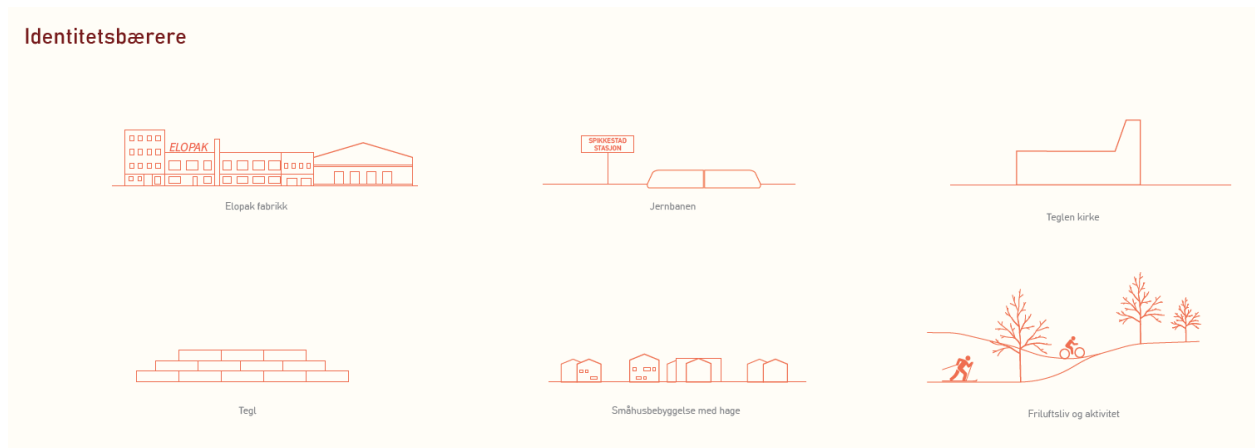 Identitetsbærere
ELOPAK
Elopak fabrikk
SPIKKESTAD
STASJON
Jernbanen
Teglen kirke
Tegl
Småhusbebyggelse med hage
Friluftsliv og aktivitet